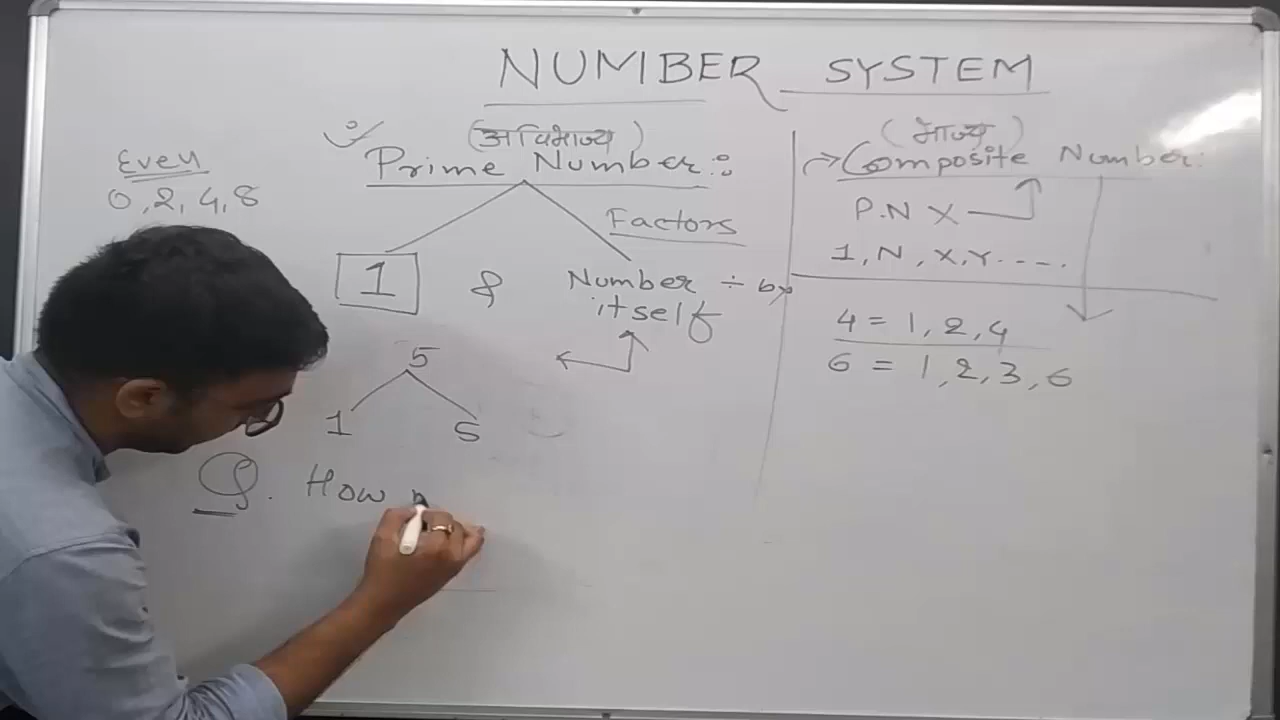 NUMBER SYSTEM
Even
0, 2, 4, 8
(अविभाज्य)
Prime Number:
Factors
1 & Number ÷ by
itself
5
1 5
Q. How
(भाज्य)
→ Composite Number:
P.N X
1, N, X, Y.....
4 = 1, 2, 4
6 = 1, 2, 3, 6